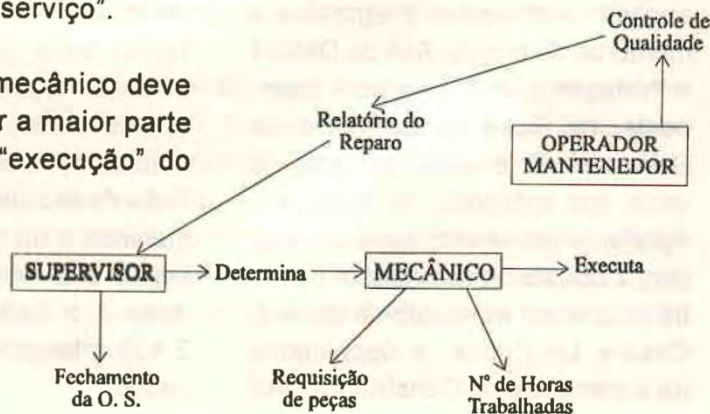 serviço".
mecânico deve
r a maior parte
"execução" do
Controle de
Qualidade
Relatório do
Reparo
OPERADOR
MANTENEDOR
SUPERVISOR
Determina
MECÂNICO
Executa
Fechamento
da O. S.
Requisição
de peças
Nº de Horas
Trabalhadas